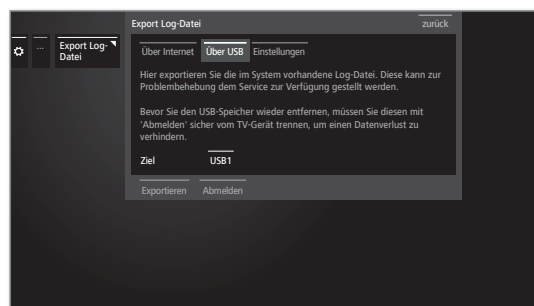 Export Log-Datei zurück
... Export Log-
Datei
Über Internet Über USB Einstellungen
Hier exportieren Sie die im System vorhandene Log-Datei. Diese kann zur
Problembehebung dem Service zur Verfügung gestellt werden.
Bevor Sie den USB-Speicher wieder entfernen, müssen Sie diesen mit
'Abmelden' sicher vom TV-Gerät trennen, um einen Datenverlust zu
verhindern.
Ziel USB1
Exportieren Abmelden